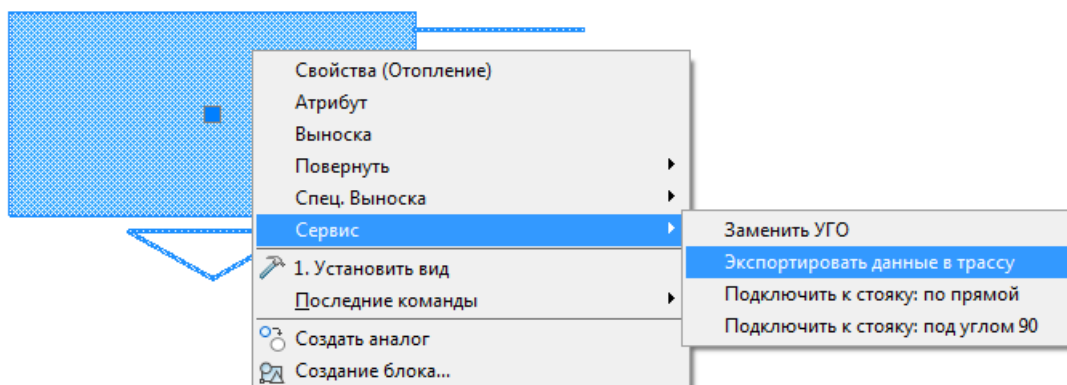 Свойства (Отопление)
Атрибут
Выноска
Повернуть
Спец. Выноска
Сервис
1. Установить вид
Последние команды
Создать аналог
Создание блока...
Заменить УГО
Экспортировать данные в трассу
Подключить к стояку: по прямой
Подключить к стояку: под углом 90